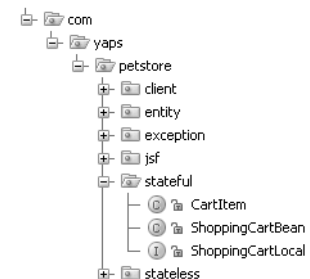 com
yaps
petstore
client
entity
exception
jsf
stateful
C CartItem
C ShoppingCartBean
I ShoppingCartLocal
stateless